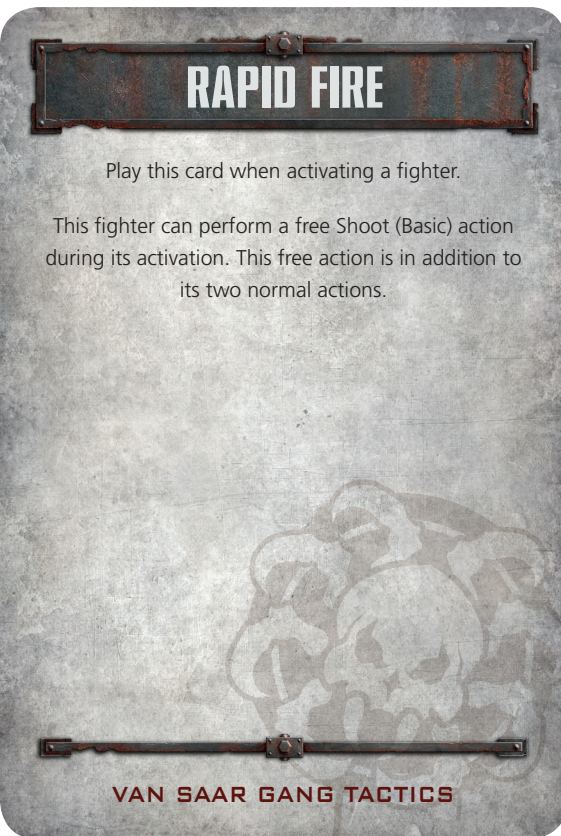 RAPID FIRE
Play this card when activating a fighter.
This fighter can perform a free Shoot (Basic) action
during its activation. This free action is in addition to
its two normal actions.
VAN SAAR GANG TACTICS